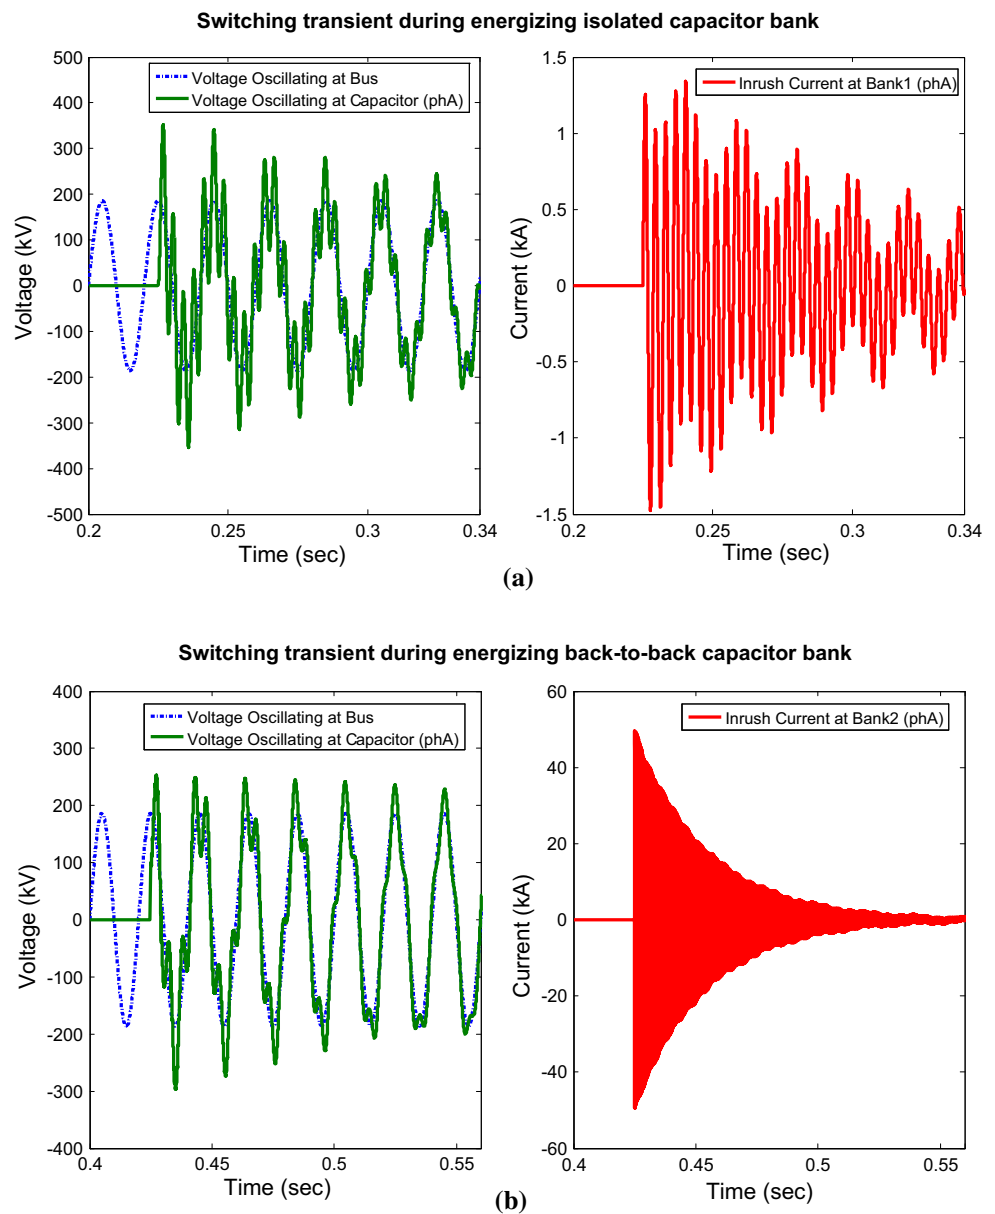 Switching transient during energizing isolated capacitor bank
Voltage Oscillating at Bus
Voltage Oscillating at Capacitor (phA)
500
400
300
200
100
0
-100
-200
-300
-400
-500
Voltage (kV)
0.2
0.25
0.3
0.34
Time (sec)
Inrush Current at Bank1 (phA)
1.5
1
0.5
0
-0.5
-1
-1.5
Current (kA)
0.2
0.25
0.3
0.34
Time (sec)
(a)
Switching transient during energizing back-to-back capacitor bank
Voltage Oscillating at Bus
Voltage Oscillating at Capacitor (phA)
400
300
200
100
0
-100
-200
-300
-400
Voltage (kV)
0.4
0.45
0.5
0.55
Time (sec)
Inrush Current at Bank2 (phA)
60
40
20
0
-20
-40
-60
Current (kA)
0.4
0.45
0.5
0.55
Time (sec)
(b)